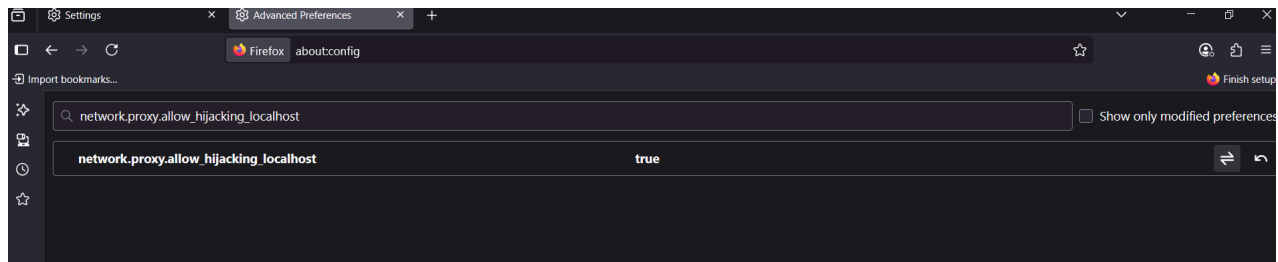 Settings
Advanced Preferences
Firefox about:config
Import bookmarks...
Finish setup
network.proxy.allow_hijacking_localhost
Show only modified preferences
network.proxy.allow_hijacking_localhost true